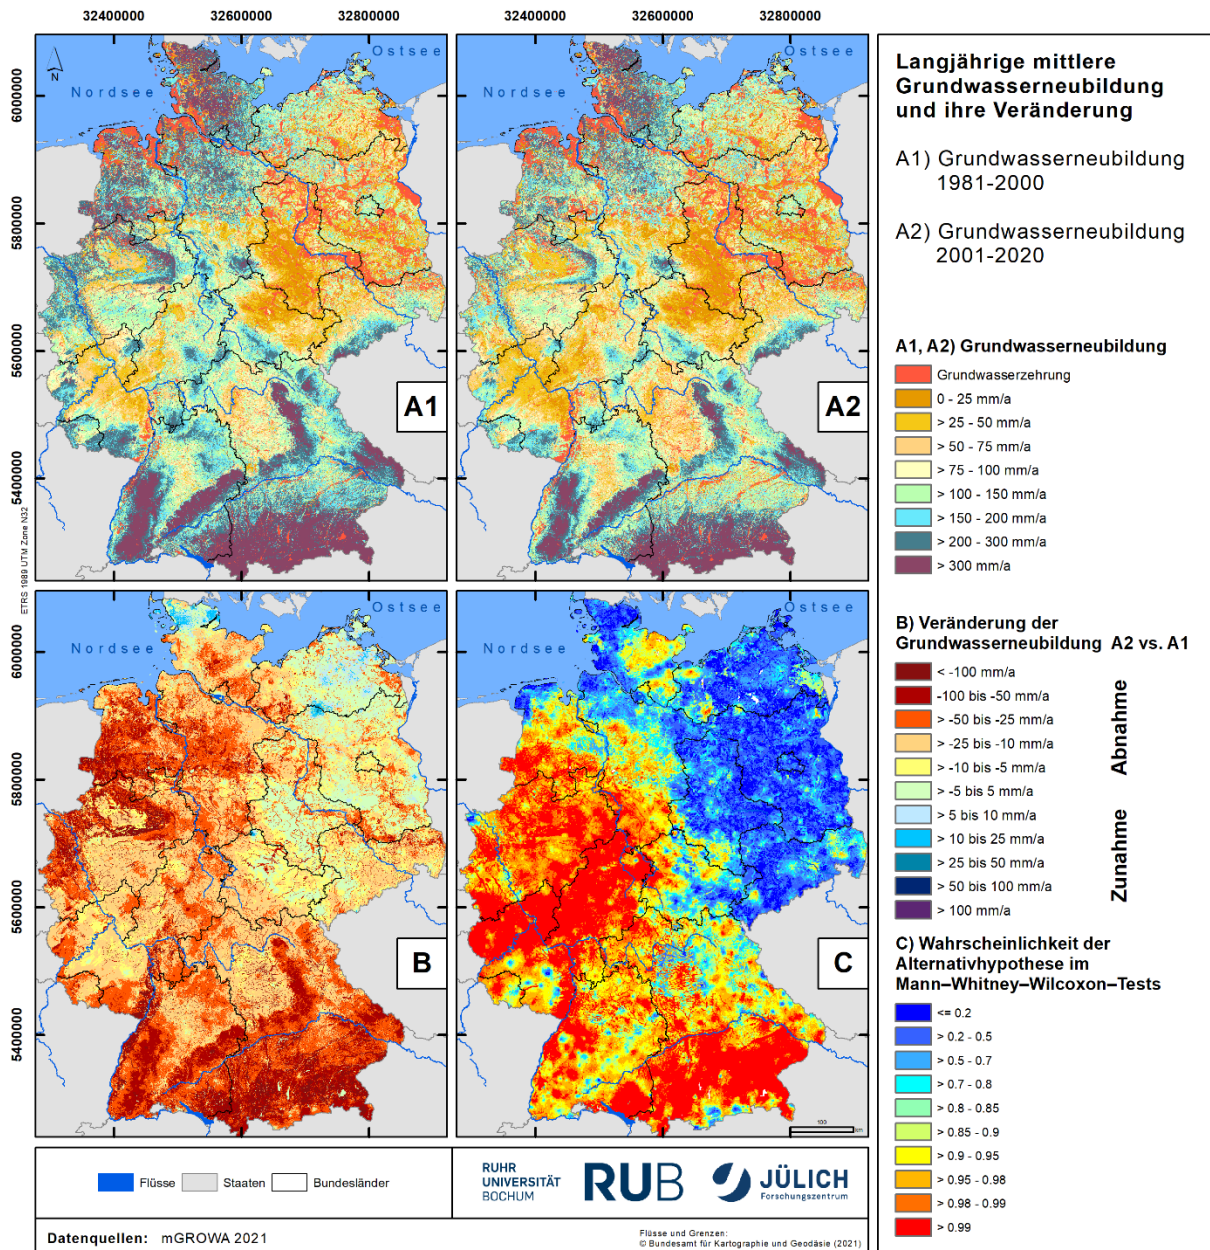 32400000 32600000 32800000 32400000 32600000 32800000
Ostsee
Nordsee
N
Ostsee
Nordsee
6000000
5800000
5600000
5400000
A1
A2
ETRS 1989 UTM Zone N32
Ostsee
Nordsee
Ostsee
Nordsee
6000000
5800000
5600000
5400000
B
C
100
km
Langjährige mittlere
Grundwasserneubildung
und ihre Veränderung
A1) Grundwasserneubildung
1981-2000
A2) Grundwasserneubildung
2001-2020
A1, A2) Grundwasserneubildung
Grundwasserzehrung
0 - 25 mm/a
> 25 - 50 mm/a
> 50 - 75 mm/a
> 75 - 100 mm/a
> 100 - 150 mm/a
> 150 - 200 mm/a
> 200 - 300 mm/a
> 300 mm/a
B) Veränderung der
Grundwasserneubildung A2 vs. A1
< -100 mm/a
-100 bis -50 mm/a
> -50 bis -25 mm/a
> -25 bis -10 mm/a
> -10 bis -5 mm/a
> -5 bis 5 mm/a
> 5 bis 10 mm/a
> 10 bis 25 mm/a
> 25 bis 50 mm/a
> 50 bis 100 mm/a
> 100 mm/a
Abnahme
Zunahme
C) Wahrscheinlichkeit der
Alternativhypothese im
Mann–Whitney–Wilcoxon–Tests
<= 0.2
> 0.2 - 0.5
> 0.5 - 0.7
> 0.7 - 0.8
> 0.8 - 0.85
> 0.85 - 0.9
> 0.9 - 0.95
> 0.95 - 0.98
> 0.98 - 0.99
> 0.99
Flüsse Staaten Bundesländer
RUHR
UNIVERSITÄT
BOCHUM
RUB
JÜLICH
Forschungszentrum
Datenquellen: mGROWA 2021
Flüsse und Grenzen:
© Bundesamt für Kartographie und Geodäsie (2021)